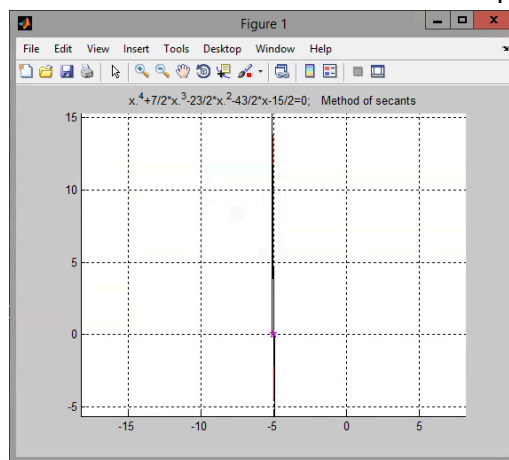 Figure 1
File Edit View Insert Tools Desktop Window Help
x.^4+7/2*x.^3-23/2*x.^2-43/2*x-15/2=0; Method of secants
15
10
5
0
-5
-15 -10 -5 0 5